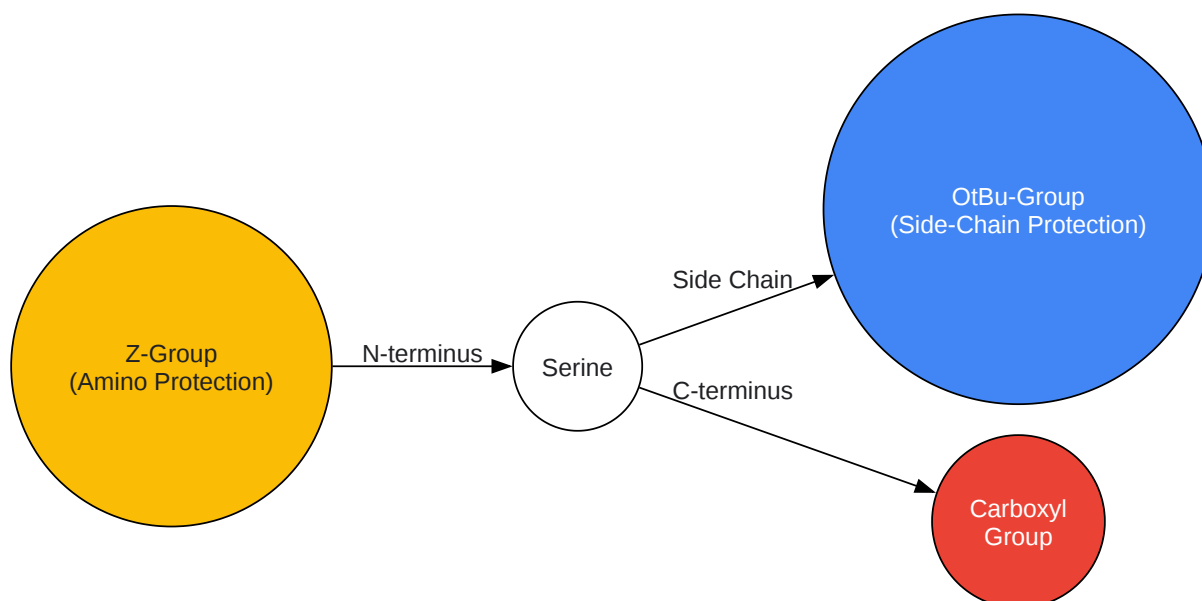 Z-Group
(Amino Protection)
N-terminus
Serine
Side Chain
C-terminus
OtBu-Group
(Side-Chain Protection)
Carboxyl
Group